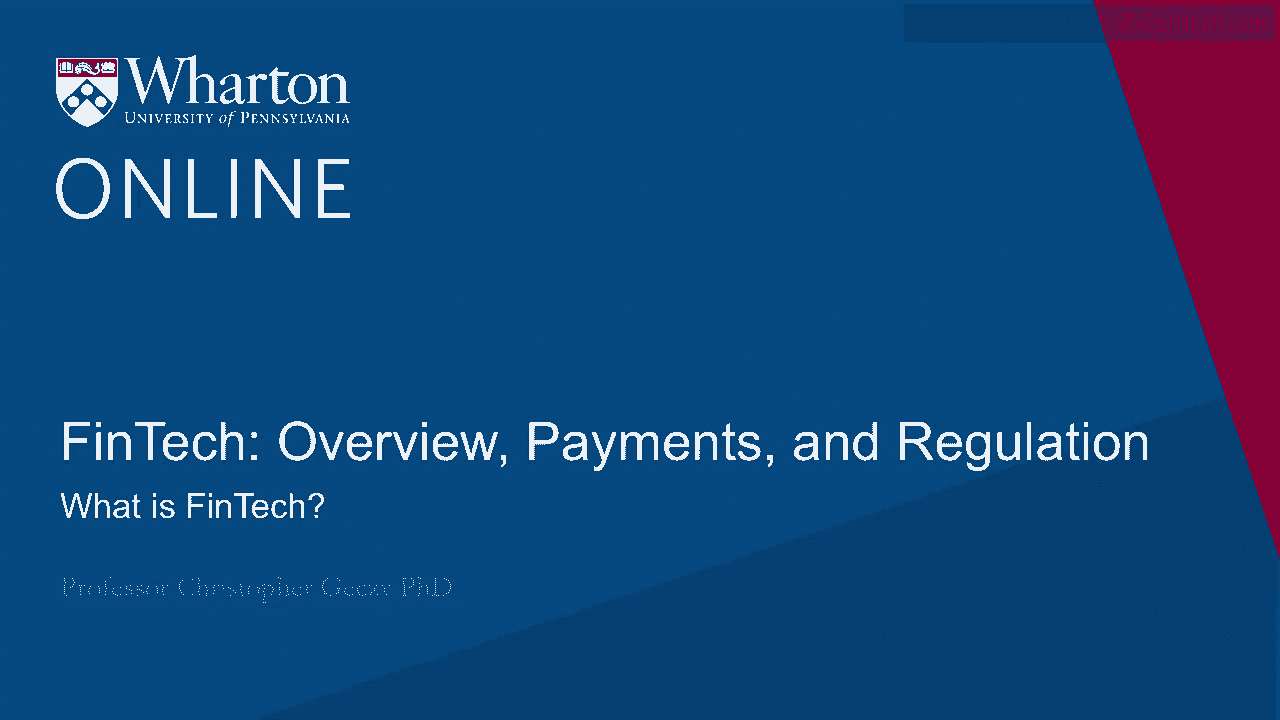 Wharton
UNIVERSITY of PENNSYLVANIA
ONLINE
FinTech: Overview, Payments, and Regulation
What is FinTech?
Professor Christopher Geczy PhD